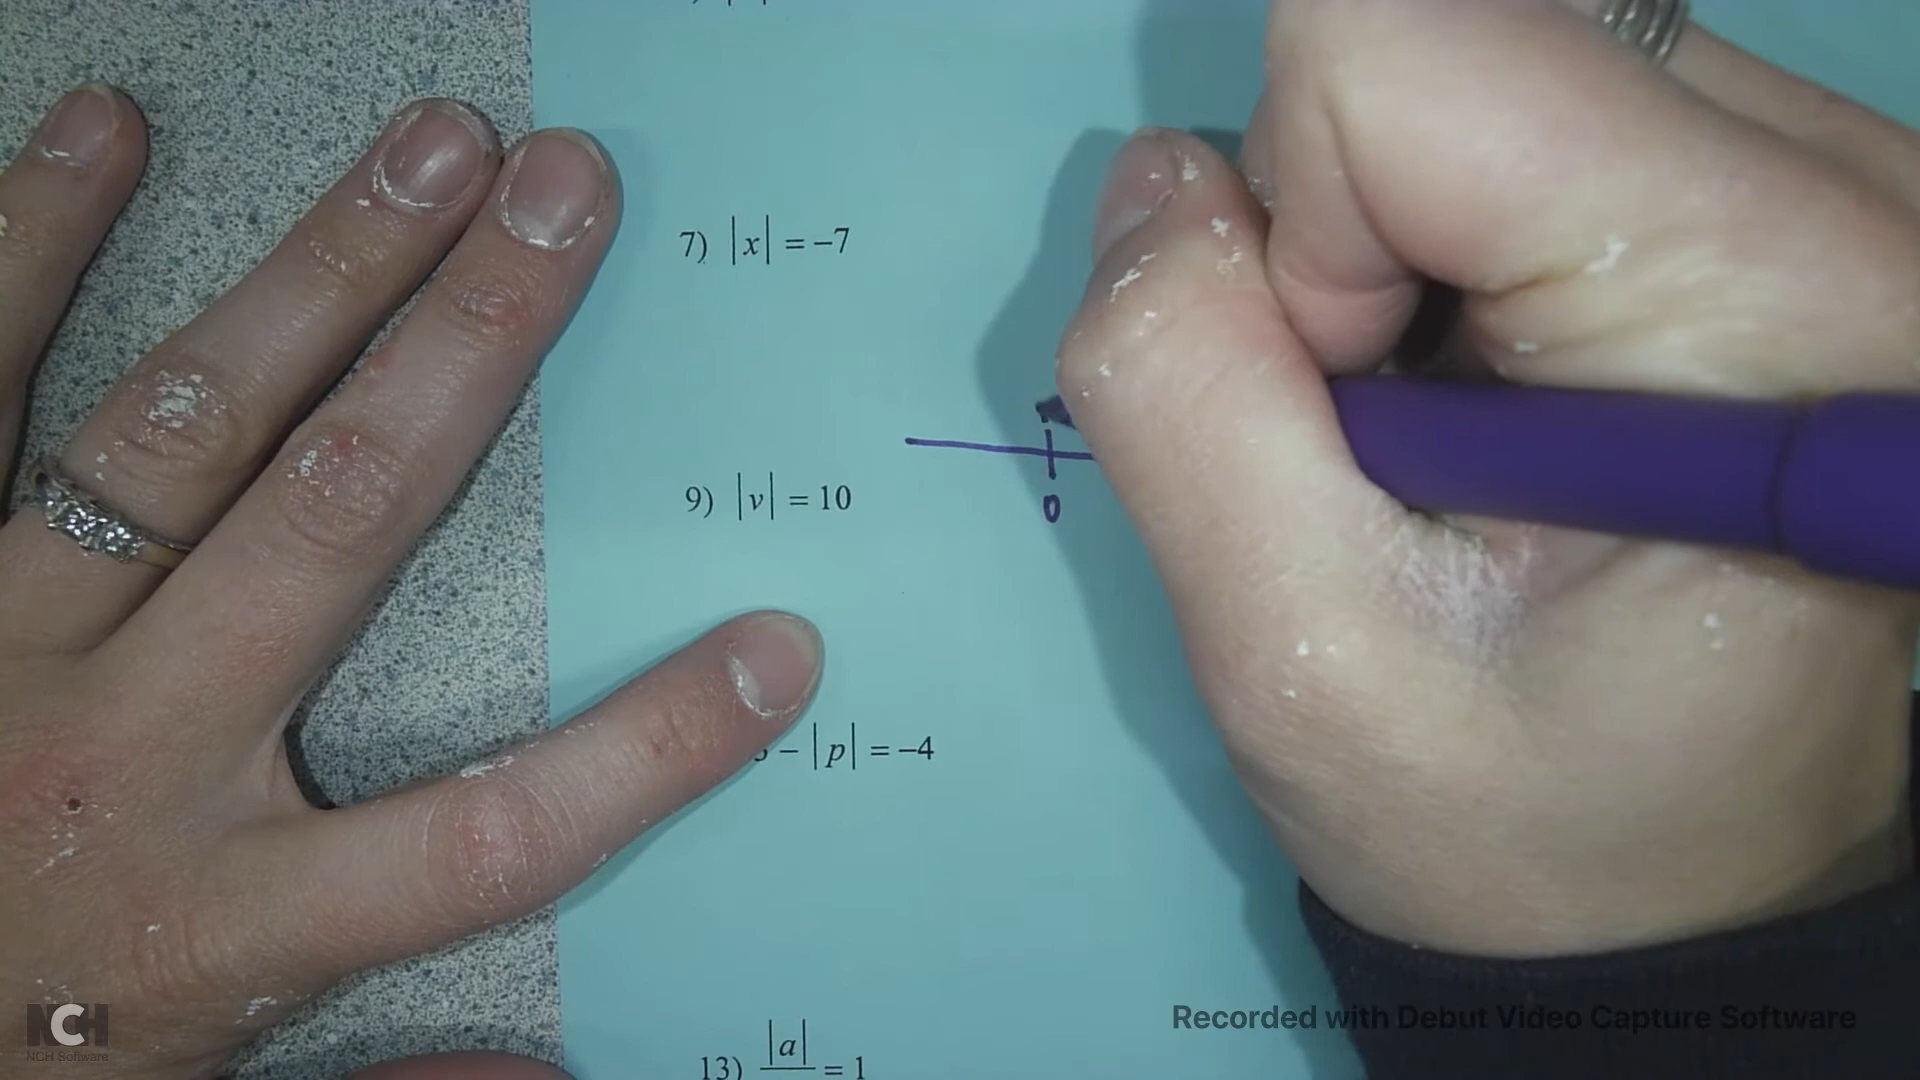 7) |x| = –7
9) |v| = 10
0
– |p| = –4
13) |a| = 1
NCH
NCH Software
Recorded with Debut Video Capture Software